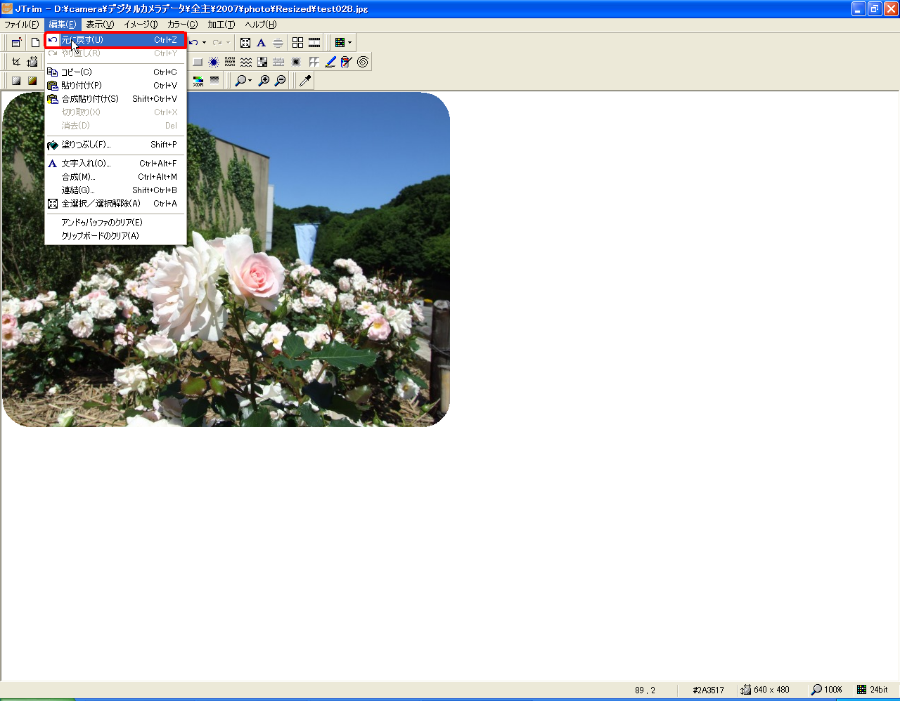 JTrim - D:¥camera¥デジタルカメラデータ¥全主¥2007¥photo¥Resized¥test028.jpg
ファイル(F) 編集(E) 表示(V) イメージ(I) カラー(C) 加工(T) ヘルプ(H)
元に戻す(U) Ctrl+Z
やり直し(R) Ctrl+Y
コピー(C) Ctrl+C
貼り付け(P) Ctrl+V
合成貼り付け(S) Shift+Ctrl+V
切り取り(X) Ctrl+X
消去(D) Del
塗りつぶし(F)... Shift+P
文字入れ(O)... Ctrl+Alt+F
合成(M)... Ctrl+Alt+M
連結(G)... Shift+Ctrl+B
全選択／選択解除(A) Ctrl+A
アンドゥバッファのクリア(E)
クリップボードのクリア(A)
89 , 2 #2A3517 640 x 480 100% 24bit